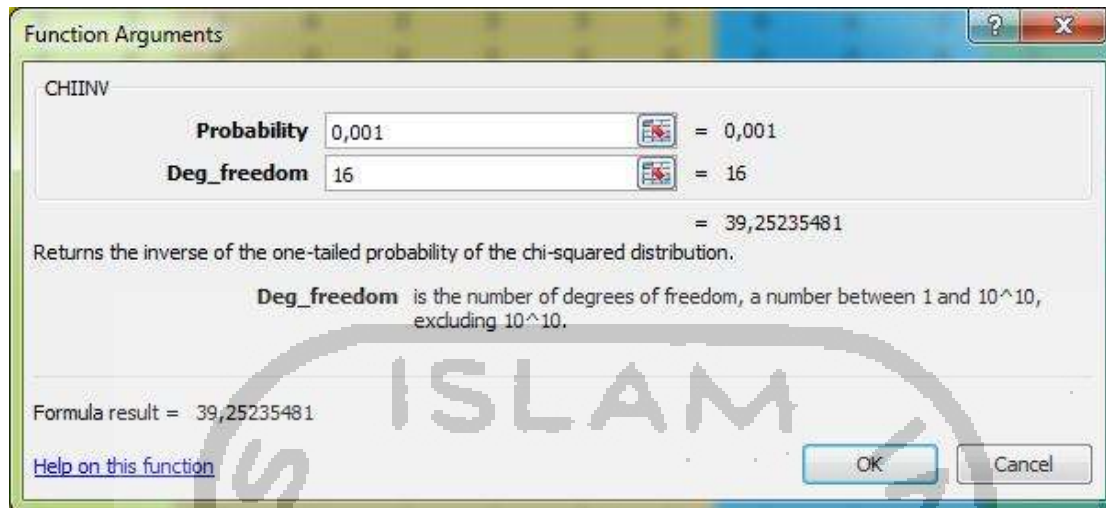 Function Arguments
?
X
CHIINV
Probability 0,001 = 0,001
Deg_freedom 16 = 16
= 39,25235481
Returns the inverse of the one-tailed probability of the chi-squared distribution.
Deg_freedom is the number of degrees of freedom, a number between 1 and 10^10,
excluding 10^10.
ISLAM
Formula result = 39,25235481
Help on this function
OK
Cancel